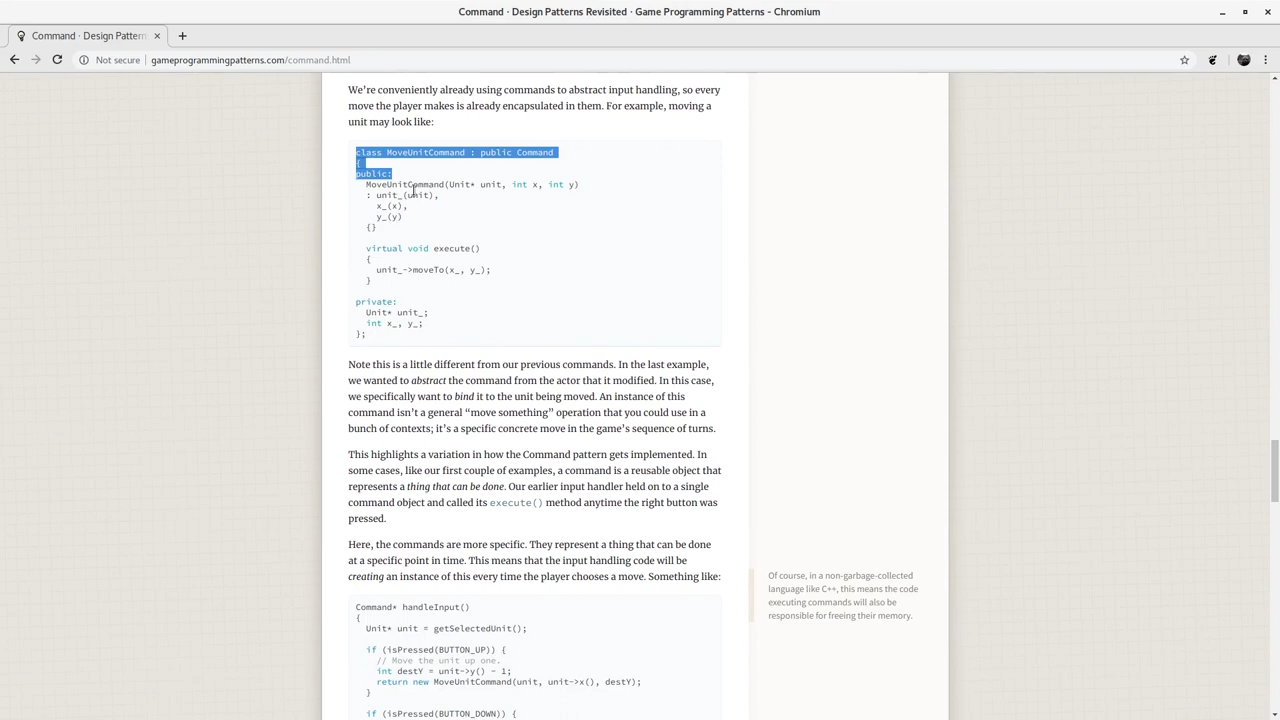 Command · Design Patterns Revisited · Game Programming Patterns - Chromium
Command · Design Pattern
Not secure
gameprogrammingpatterns.com/command.html
We're conveniently already using commands to abstract input handling, so every
move the player makes is already encapsulated in them. For example, moving a
unit may look like:
class MoveUnitCommand : public Command
{
public:
  MoveUnitCommand(Unit* unit, int x, int y)
  : unit_(unit),
    x_(x),
    y_(y)
  {}
  virtual void execute()
  {
    unit_->moveTo(x_, y_);
  }
private:
  Unit* unit_;
  int x_, y_;
};
Note this is a little different from our previous commands. In the last example,
we wanted to abstract the command from the actor that it modified. In this case,
we specifically want to bind it to the unit being moved. An instance of this
command isn't a general “move something” operation that you could use in a
bunch of contexts; it's a specific concrete move in the game's sequence of turns.
This highlights a variation in how the Command pattern gets implemented. In
some cases, like our first couple of examples, a command is a reusable object that
represents a thing that can be done. Our earlier input handler held on to a single
command object and called its execute() method anytime the right button was
pressed.
Here, the commands are more specific. They represent a thing that can be done
at a specific point in time. This means that the input handling code will be
creating an instance of this every time the player chooses a move. Something like:
Of course, in a non-garbage-collected
language like C++, this means the code
executing commands will also be
responsible for freeing their memory.
Command* handleInput()
{
  Unit* unit = getSelectedUnit();
  if (isPressed(BUTTON_UP)) {
    // Move the unit up one.
    int destY = unit->y() - 1;
    return new MoveUnitCommand(unit, unit->x(), destY);
  }
  if (isPressed(BUTTON_DOWN)) {